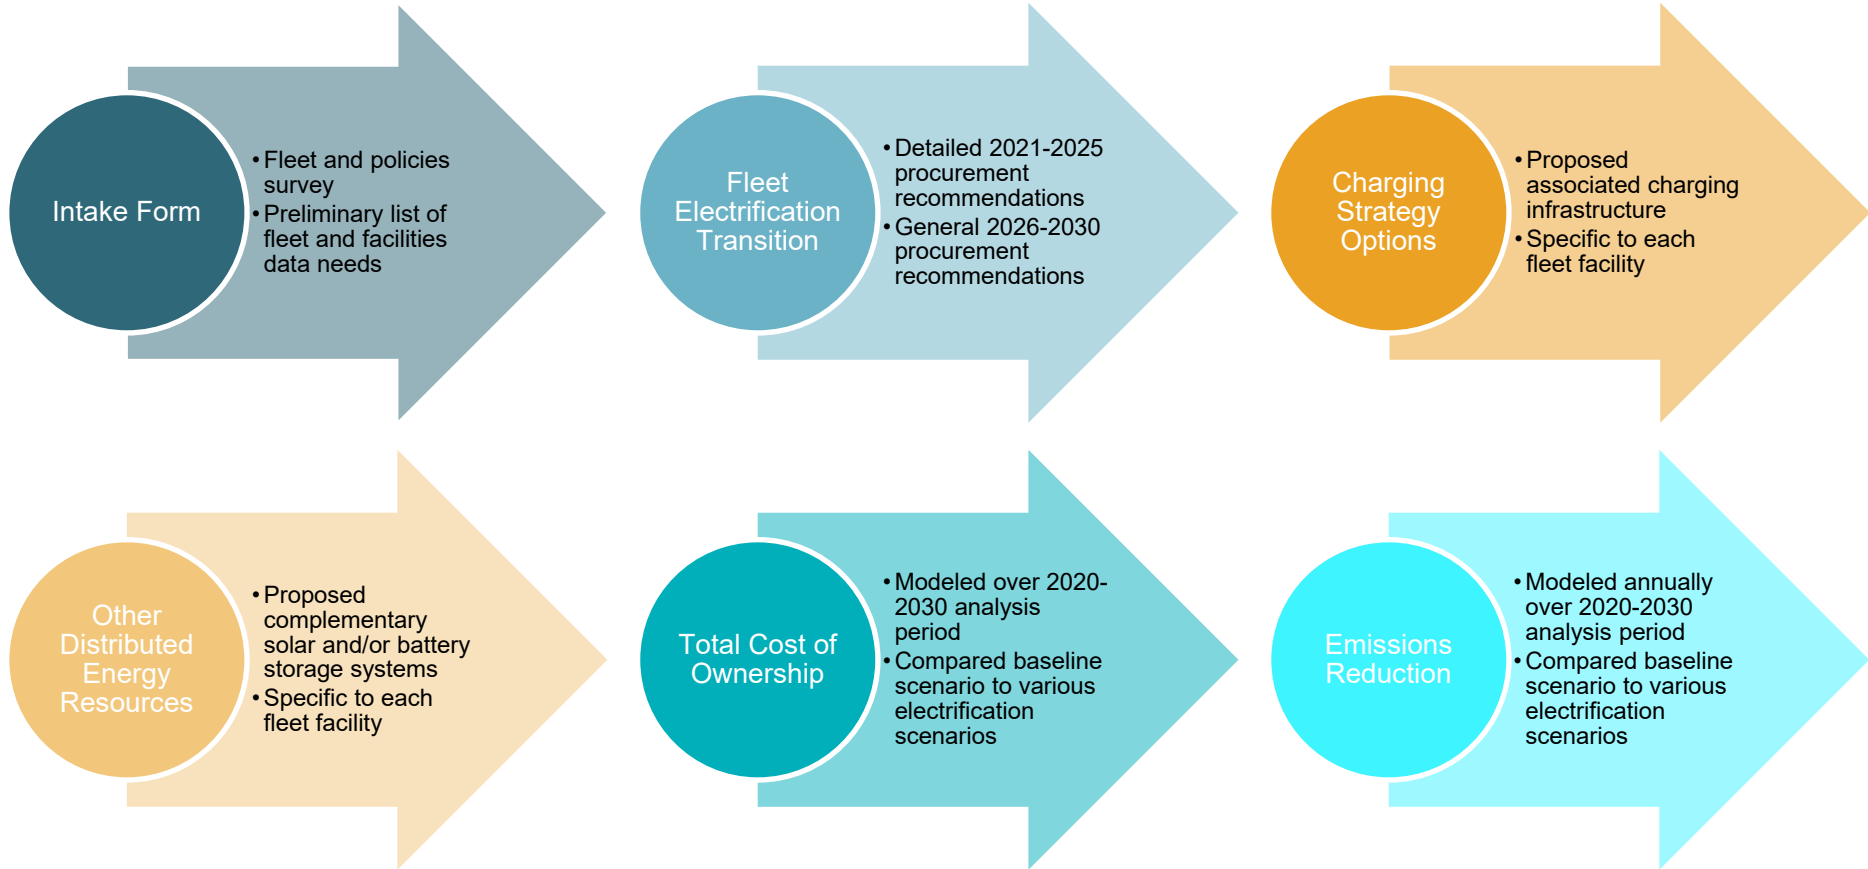 Intake Form
•Fleet and policies
survey
•Preliminary list of
fleet and facilities
data needs
Fleet
Electrification
Transition
•Detailed 2021-2025
procurement
recommendations
•General 2026-2030
procurement
recommendations
Charging
Strategy
Options
•Proposed
associated charging
infrastructure
•Specific to each
fleet facility
Other
Distributed
Energy
Resources
•Proposed
complementary
solar and/or battery
storage systems
•Specific to each
fleet facility
Total Cost of
Ownership
•Modeled over 2020-
2030 analysis
period
•Compared baseline
scenario to various
electrification
scenarios
Emissions
Reduction
•Modeled annually
over 2020-2030
analysis period
•Compared baseline
scenario to various
electrification
scenarios